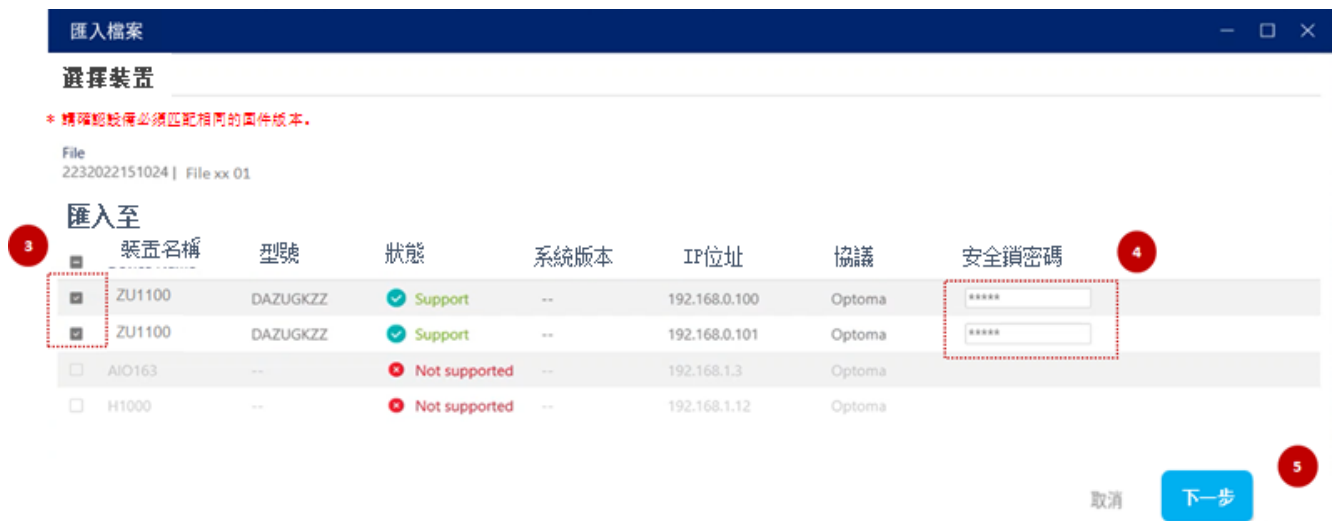 匯入檔案
選擇裝置
* 請確認設備必須匹配相同的固件版本。
File
2232022151024 | File xx 01
匯入至
3
裝置名稱 型號 狀態 系統版本 IP位址 協議 安全鎖密碼 4
ZU1100 DAZUGKZZ Support -- 192.168.0.100 Optoma *****
ZU1100 DAZUGKZZ Support -- 192.168.0.101 Optoma *****
AIO163 -- Not supported -- 192.168.1.3 Optoma
H1000 -- Not supported -- 192.168.1.12 Optoma
5
取消 下一步